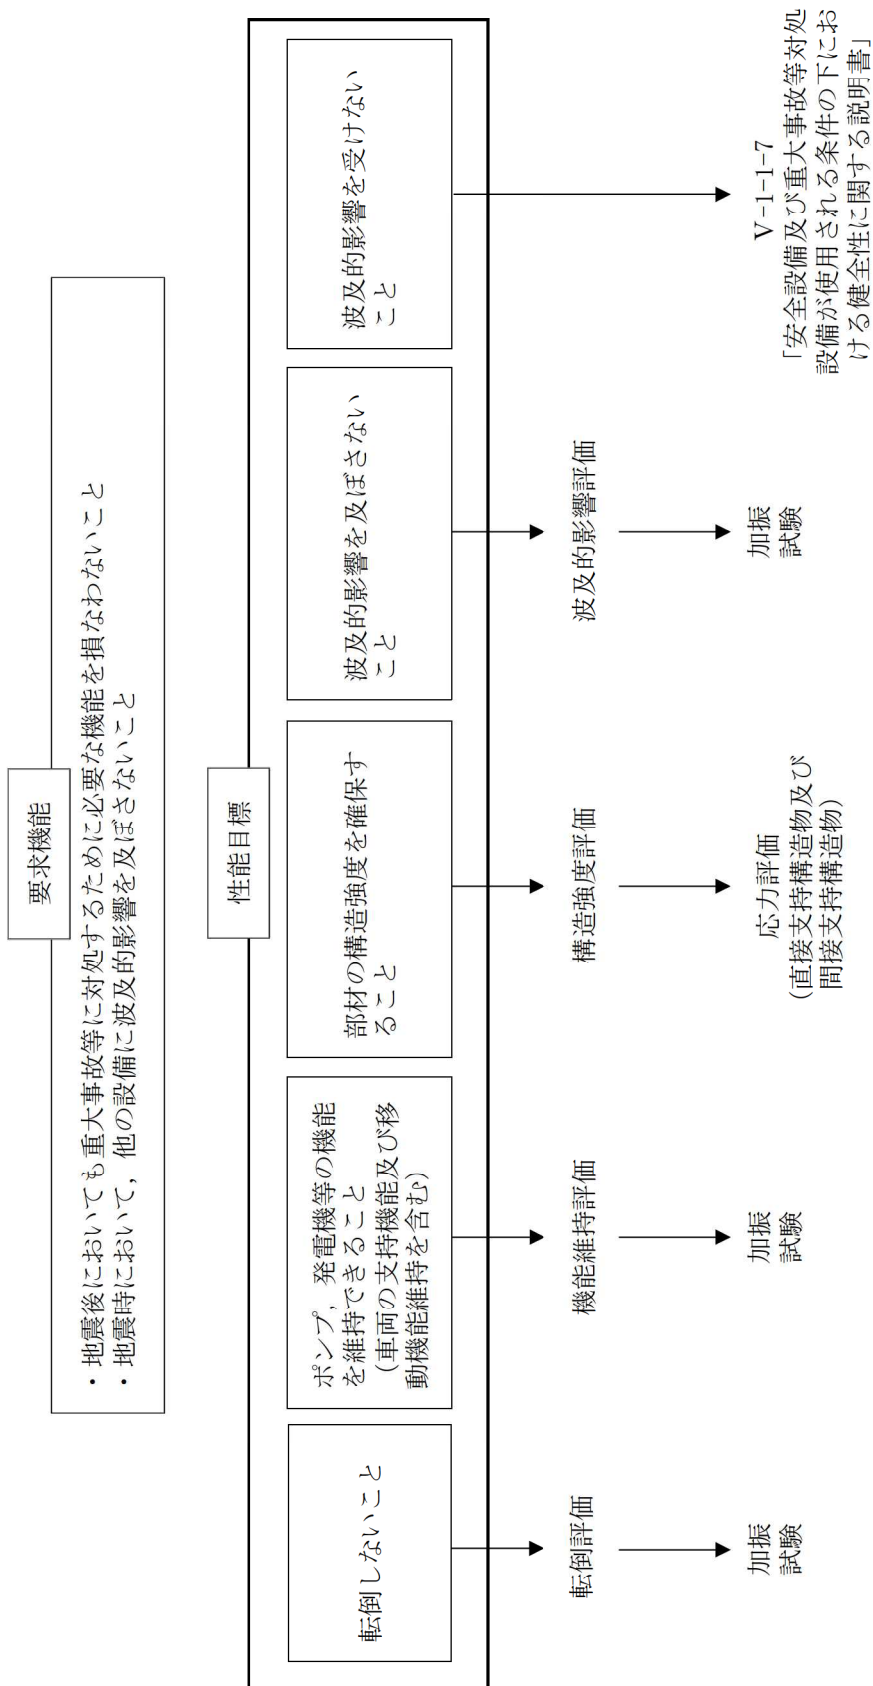 要求機能
・地震後においても重大事故等に対処するために必要な機能を損なわないこと
・地震時において，他の設備に波及的影響を及ぼさないこと
性能目標
転倒しないこと
ポンプ，発電機等の機能
を維持できること
（車両の支持機能及び移
動機能維持を含む）
部材の構造強度を確保す
ること
波及的影響を及ぼさない
こと
波及的影響を受けない
こと
転倒評価
機能維持評価
構造強度評価
波及的影響評価
加振
試験
加振
試験
応力評価
（直接支持構造物及び
間接支持構造物）
加振
試験
Ⅴ-1-1-7
「安全設備及び重大事故等対処
設備が使用される条件の下にお
ける健全性に関する説明書」